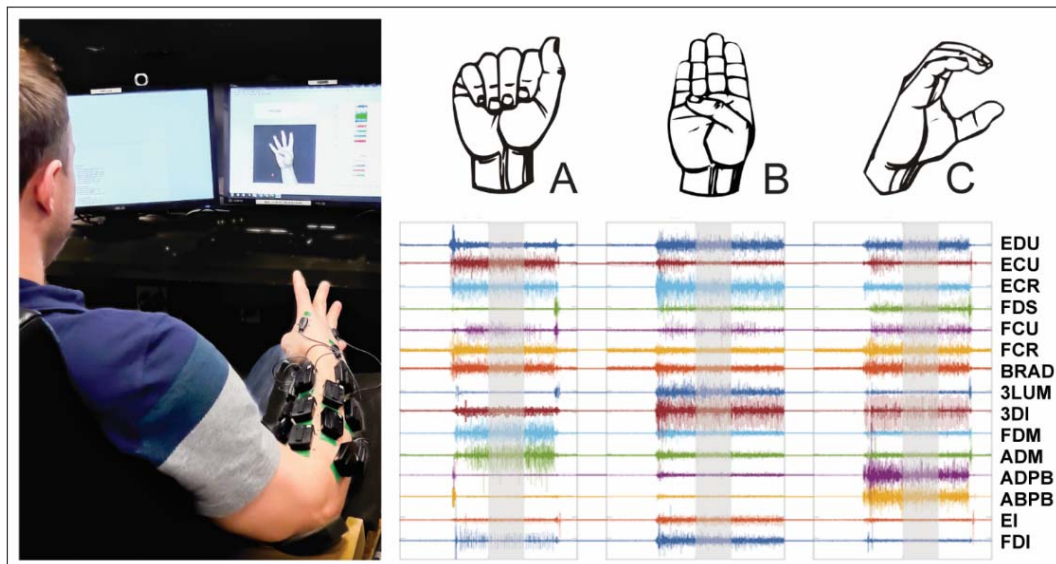 A
B
C
EDU
ECU
ECR
FDS
FCU
FCR
BRAD
3LUM
3DI
FDM
ADM
ADPB
ABPB
EI
FDI